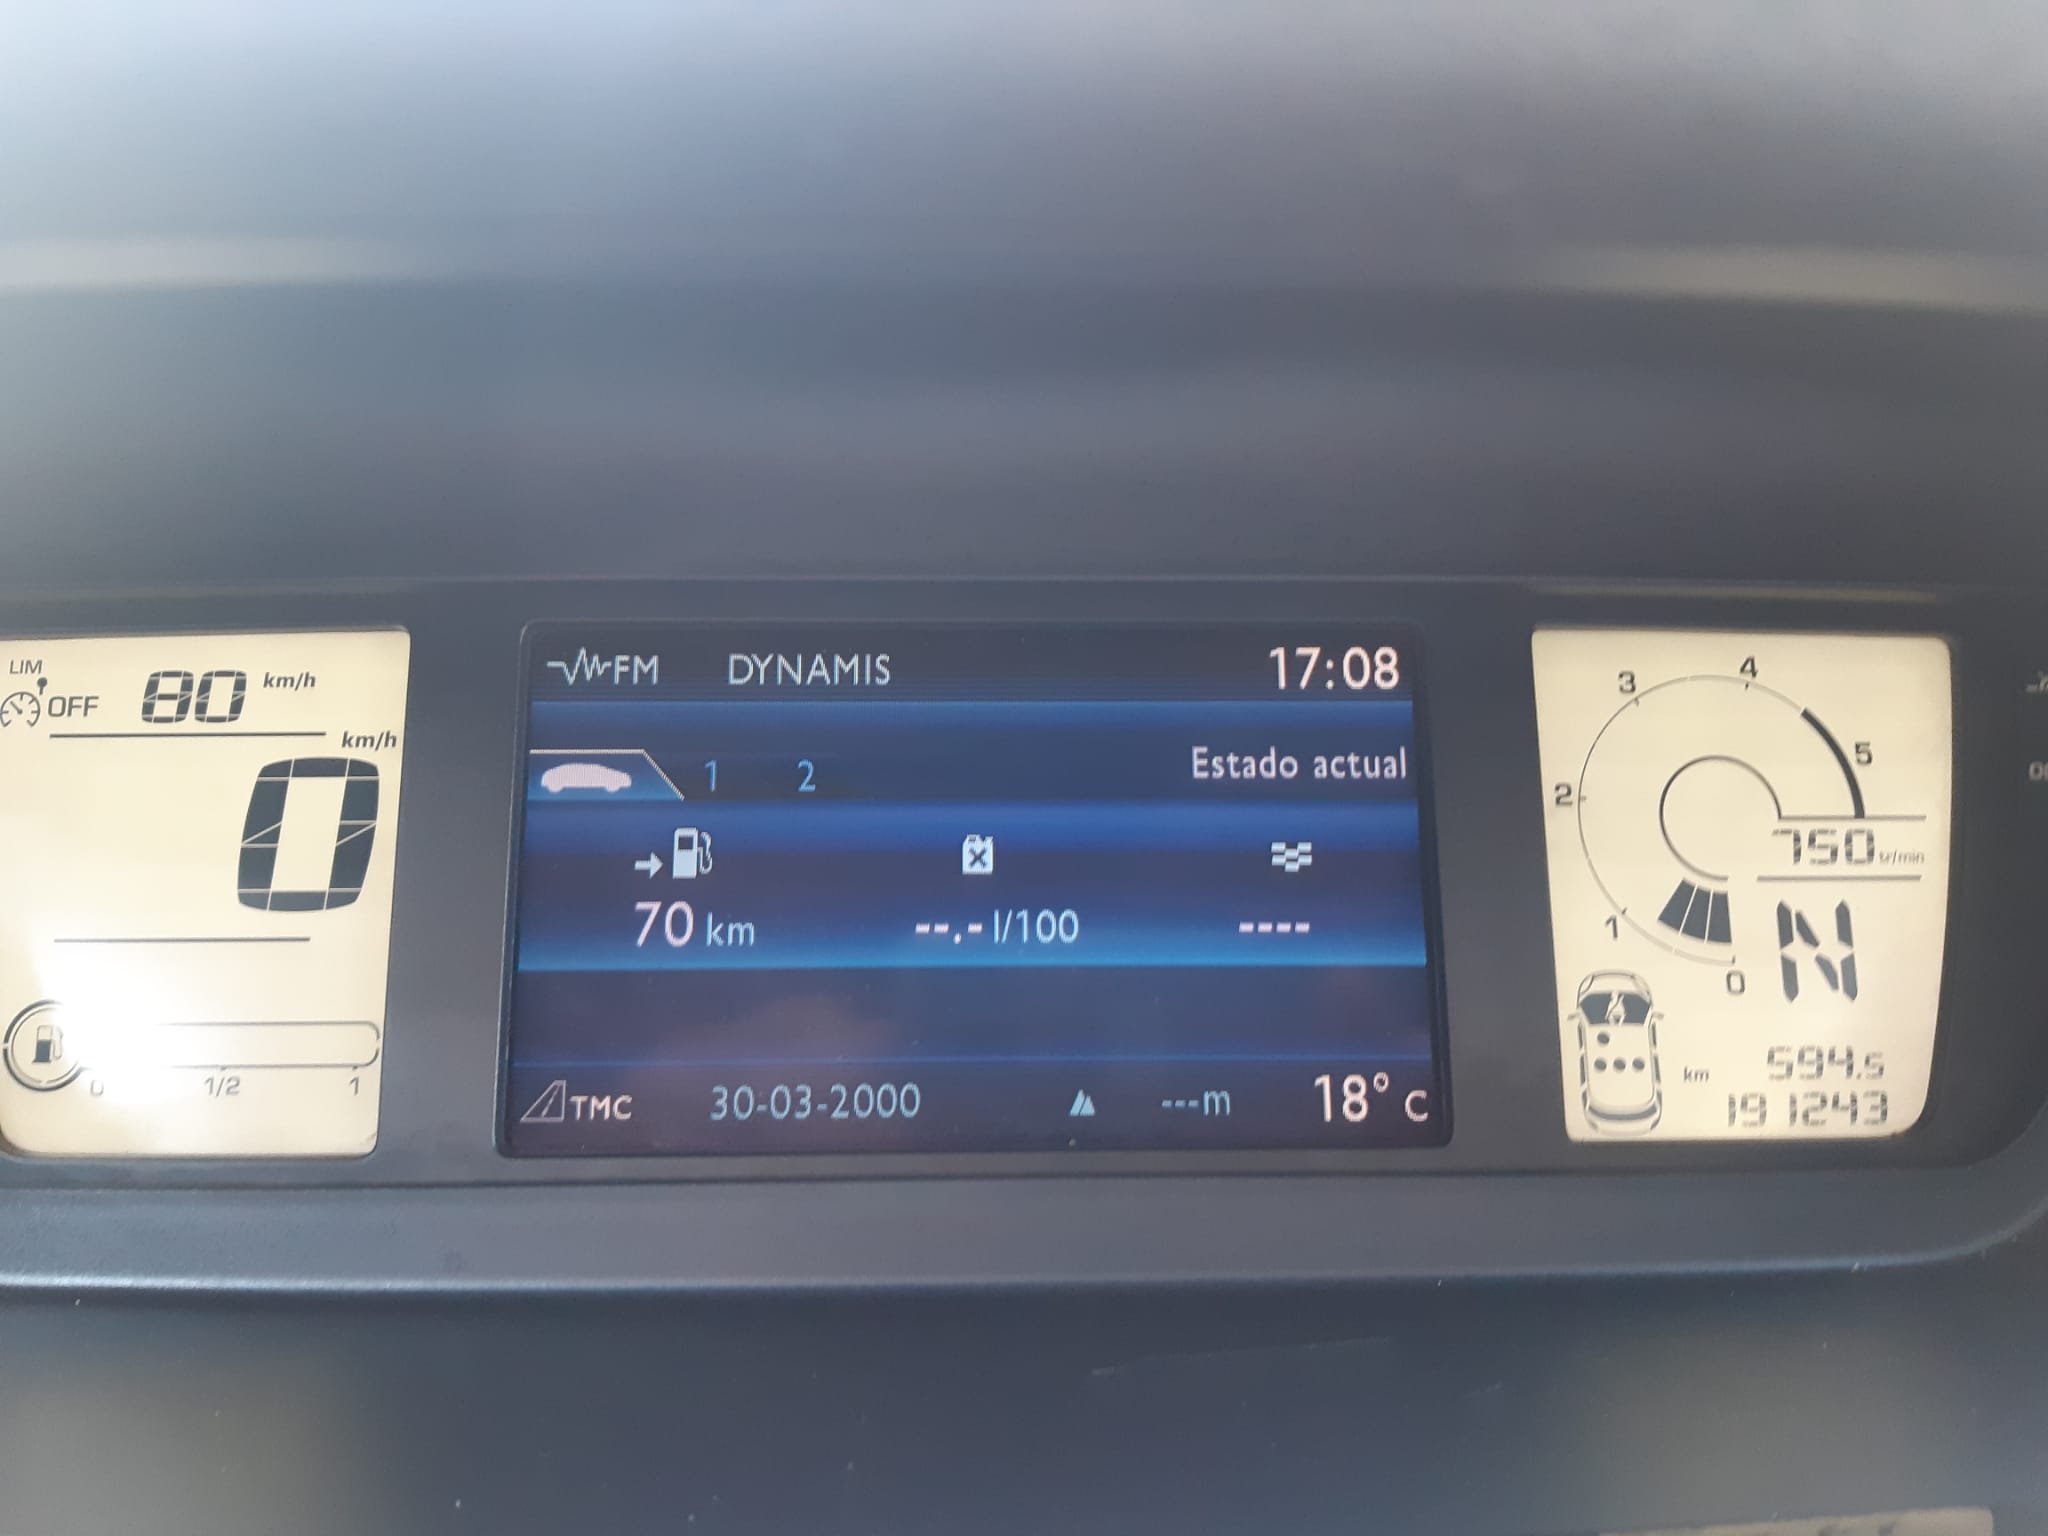 LIM
OFF 80 km/h
km/h
0
0 1/2 1
FM DYNAMIS 17:08
1 2 Estado actual
70 km --.- l/100 ----
TMC 30-03-2000 ---m 18° C
4
3
5
2
750 tr/min
1
N
0
594.5
km
191243